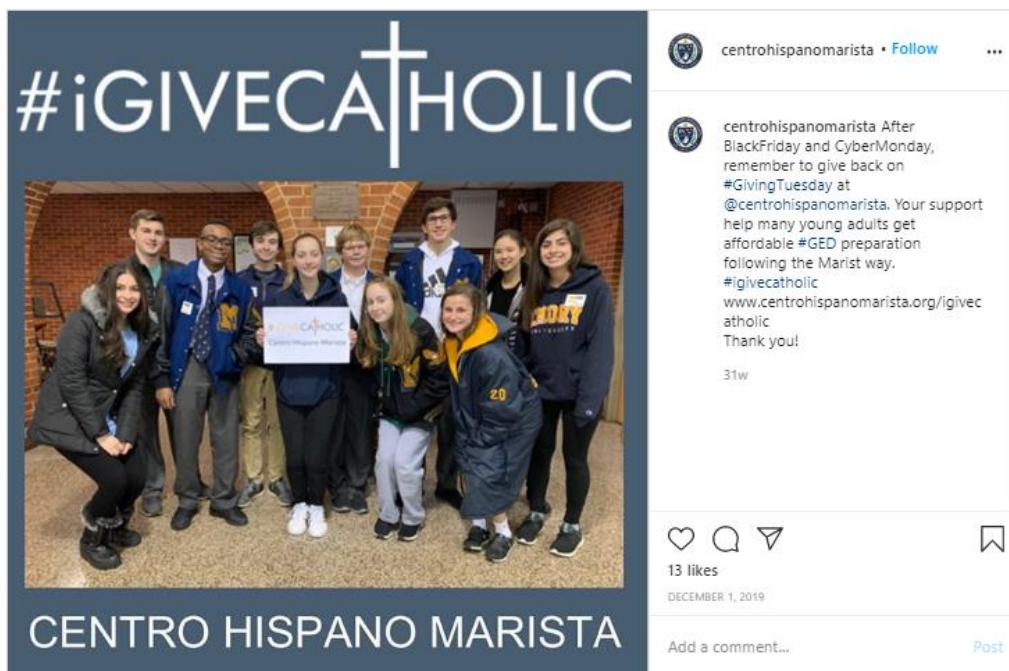 #iGIVECATHOLIC
M
#iGIVECATHOLIC
Centro Hispano Marista
EMORY
UNIVERSITY
20
CENTRO HISPANO MARISTA
centrohispanomarista • Follow
centrohispanomarista After
BlackFriday and CyberMonday,
remember to give back on
#GivingTuesday at
@centrohispanomarista. Your support
help many young adults get
affordable #GED preparation
following the Marist way.
#igivecatholic
www.centrohispanomarista.org/igivec
atholic
Thank you!
31w
13 likes
DECEMBER 1, 2019
Add a comment... Post